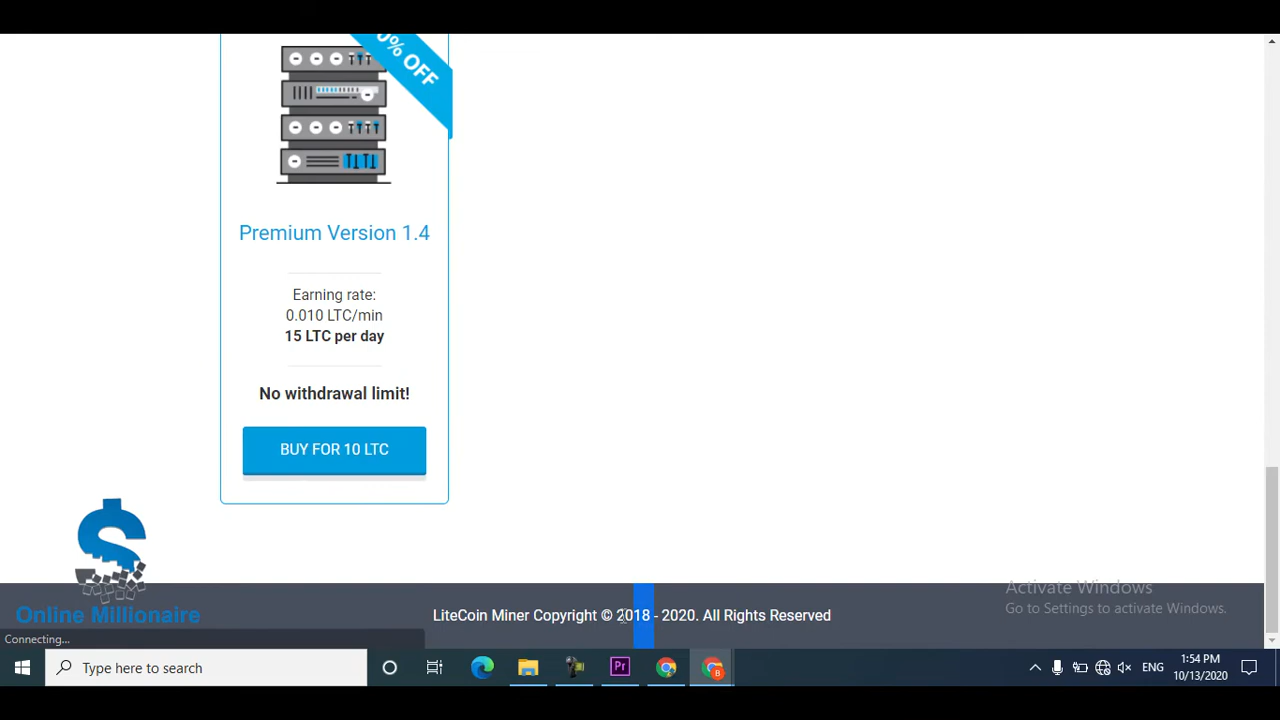 0% OFF
Premium Version 1.4
Earning rate:
0.010 LTC/min
15 LTC per day
No withdrawal limit!
BUY FOR 10 LTC
Online Millionaire
LiteCoin Miner Copyright © 2018 - 2020. All Rights Reserved
Activate Windows
Go to Settings to activate Windows.
Connecting...
Type here to search
Pr
B
ENG
1:54 PM
10/13/2020